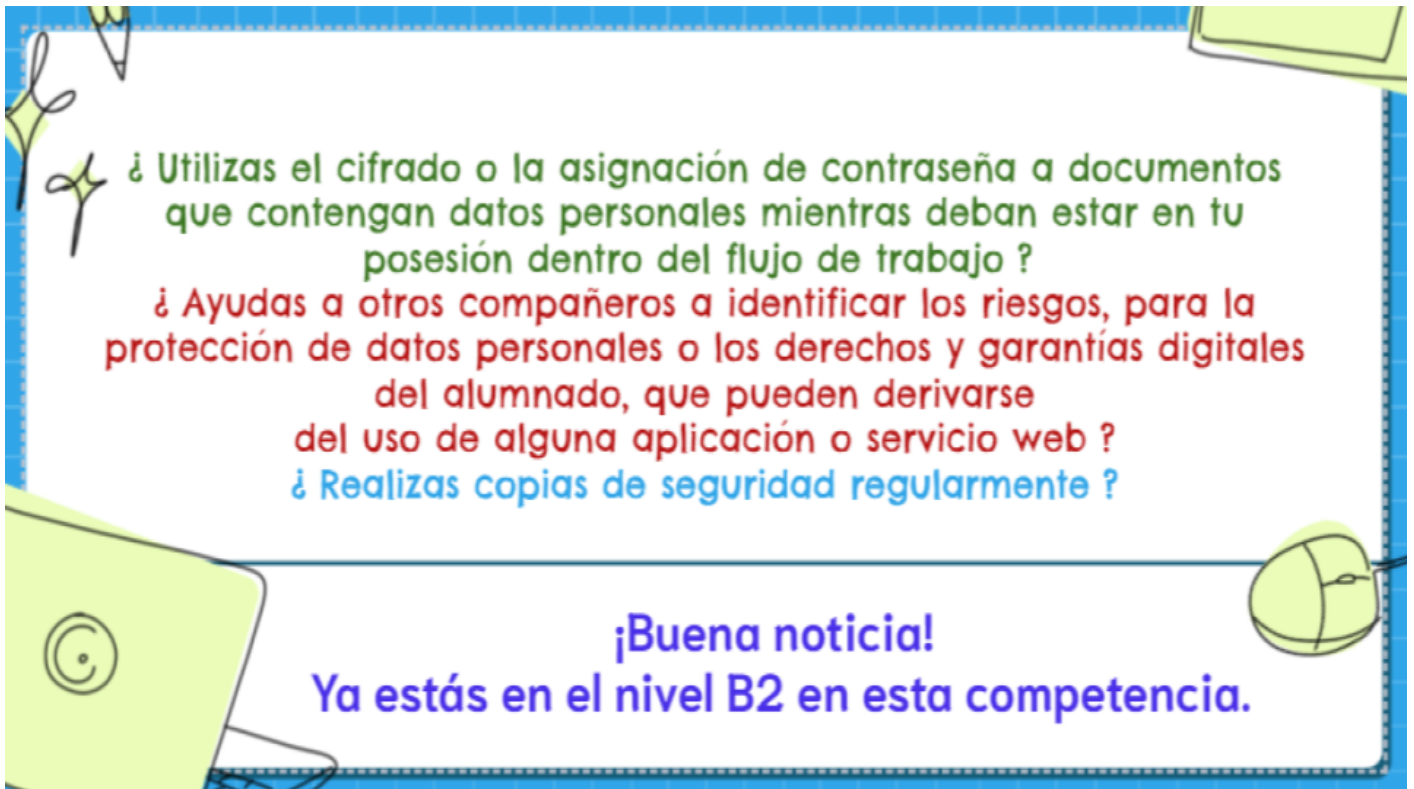 ¿ Utilizas el cifrado o la asignación de contraseña a documentos
que contengan datos personales mientras deban estar en tu
posesión dentro del flujo de trabajo ?
¿ Ayudas a otros compañeros a identificar los riesgos, para la
protección de datos personales o los derechos y garantías digitales
del alumnado, que pueden derivarse
del uso de alguna aplicación o servicio web ?
¿ Realizas copias de seguridad regularmente ?
¡Buena noticia!
Ya estás en el nivel B2 en esta competencia.